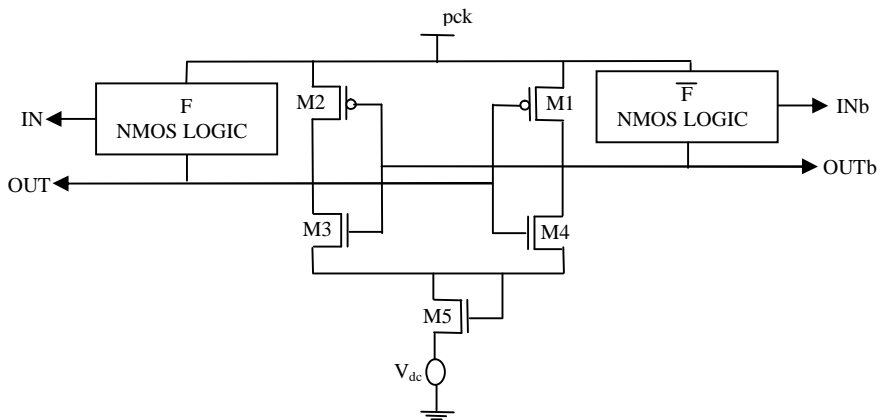 pck
F
NMOS LOGIC
M2
M1
F̅
NMOS LOGIC
IN
INb
OUT
OUTb
M3
M4
M5
Vdc